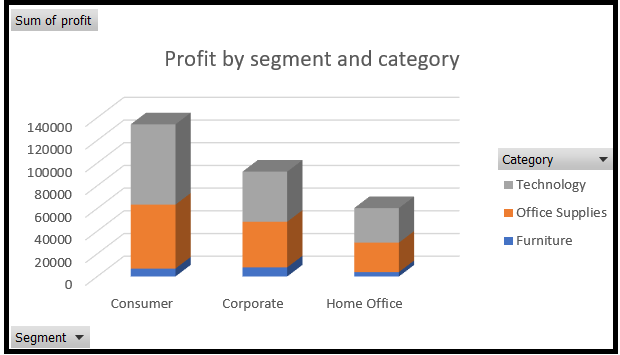 Sum of profit
Profit by segment and category
140000
120000
100000
80000
60000
40000
20000
0
Consumer
Corporate
Home Office
Category
Technology
Office Supplies
Furniture
Segment